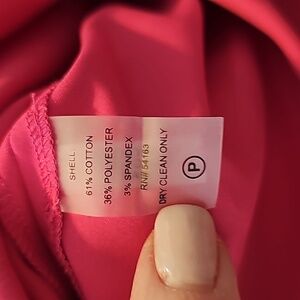 SHELL:
61% COTTON
36% POLYESTER
3% SPANDEX
RN# 54163
DRY CLEAN ONLY
P